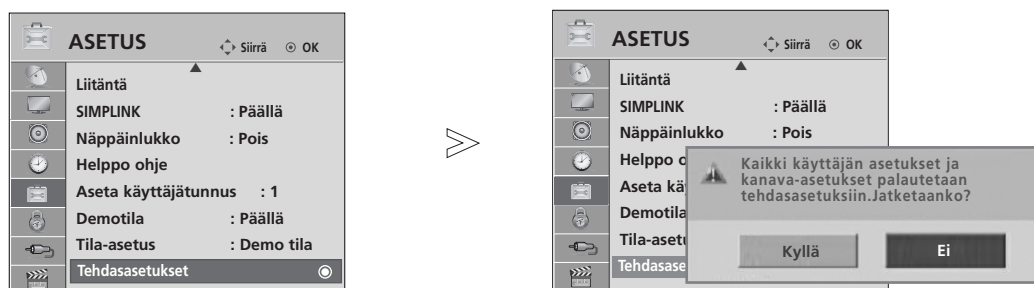 ASETUS Siirrä OK
Liitäntä
SIMPLINK : Päällä
Näppäinlukko : Pois
Helppo ohje
Aseta käyttäjätunnus : 1
Demotila : Päällä
Tila-asetus : Demo tila
Tehdasasetukset
ASETUS Siirrä OK
Liitäntä
SIMPLINK : Päällä
Näppäinlukko : Pois
Helppo o
Aseta kä
Demotila
Tila-aset
Tehdasase
Kaikki käyttäjän asetukset ja
kanava-asetukset palautetaan
tehdasasetuksiin.Jatketaanko?
Kyllä Ei